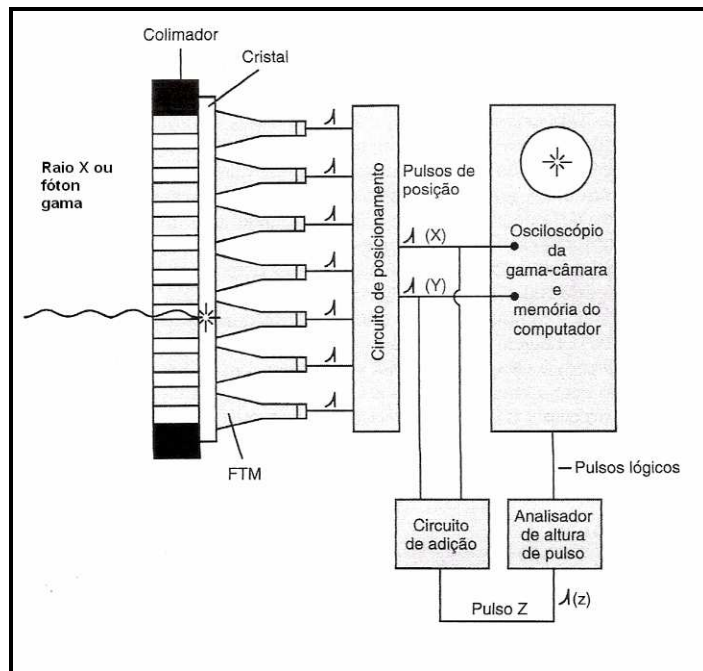 Colimador
Cristal
Raio X ou
fóton
gama
FTM
Circuito de posicionamento
Pulsos de
posição
(X)
(Y)
Osciloscópio
da
gama-câmara
e
memória do
computador
Pulsos lógicos
Circuito
de adição
Analisador
de altura
de pulso
Pulso Z
(z)